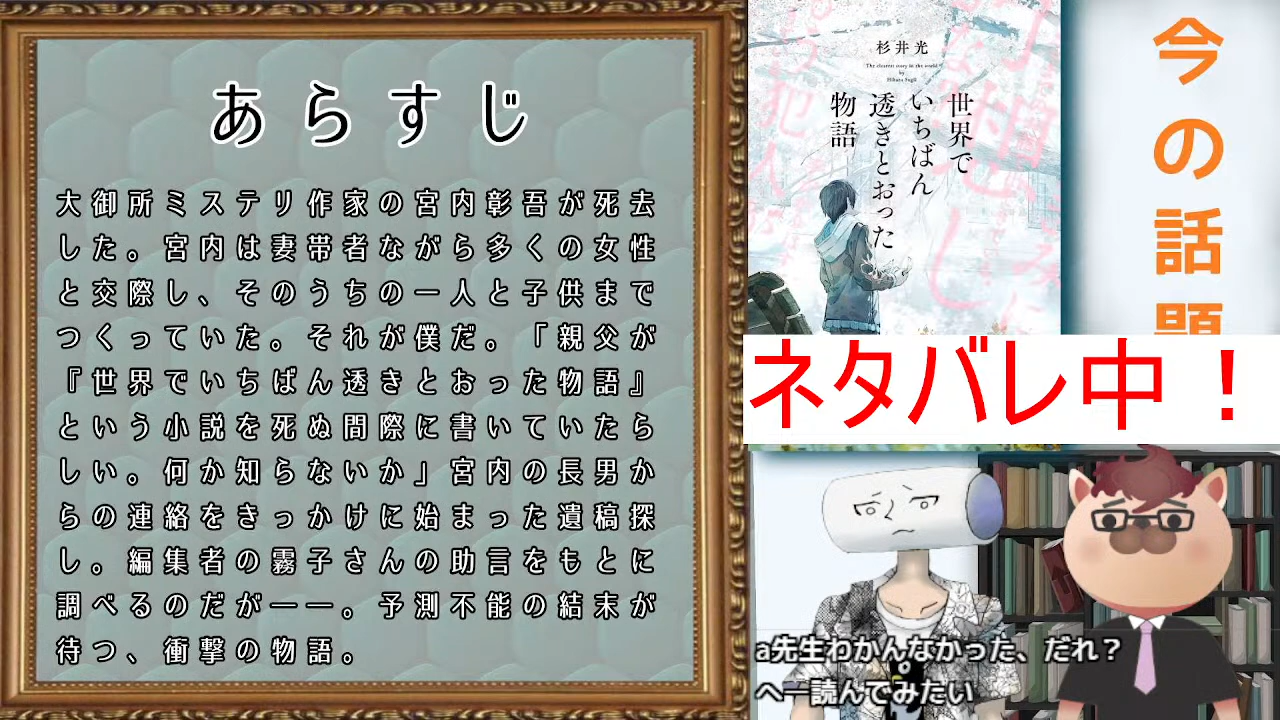 あらすじ
大御所ミステリ作家の宮内彰吾が死去
した。宮内は妻帯者ながら多くの女性
と交際し、そのうちの一人と子供まで
つくっていた。それが僕だ。「親父が
『世界でいちばん透きとおった物語』
という小説を死ぬ間際に書いていたら
しい。何か知らないか」宮内の長男か
らの連絡をきっかけに始まった遺稿探
し。編集者の霧子さんの助言をもとに
調べるのだが――。予測不能の結末が
待つ、衝撃の物語。
杉井光
The clearest story in the world
by
Hikaru Sugii
世界で
いちばん
透きとおった
物語
今の話題
ネタバレ中！
a先生わかんなかった、だれ？
へー読んでみたい